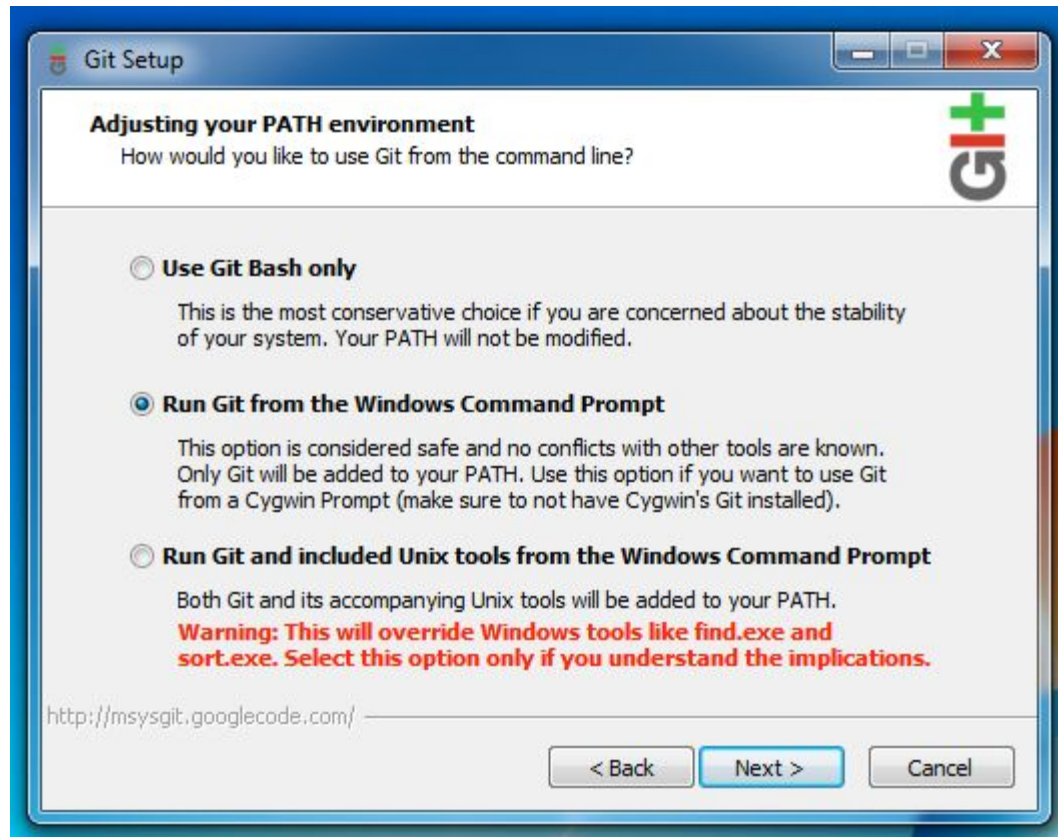 Git Setup
Adjusting your PATH environment
How would you like to use Git from the command line?
GIt
Use Git Bash only
This is the most conservative choice if you are concerned about the stability
of your system. Your PATH will not be modified.
Run Git from the Windows Command Prompt
This option is considered safe and no conflicts with other tools are known.
Only Git will be added to your PATH. Use this option if you want to use Git
from a Cygwin Prompt (make sure to not have Cygwin's Git installed).
Run Git and included Unix tools from the Windows Command Prompt
Both Git and its accompanying Unix tools will be added to your PATH.
Warning: This will override Windows tools like find.exe and
sort.exe. Select this option only if you understand the implications.
http://msysgit.googlecode.com/
< Back Next > Cancel